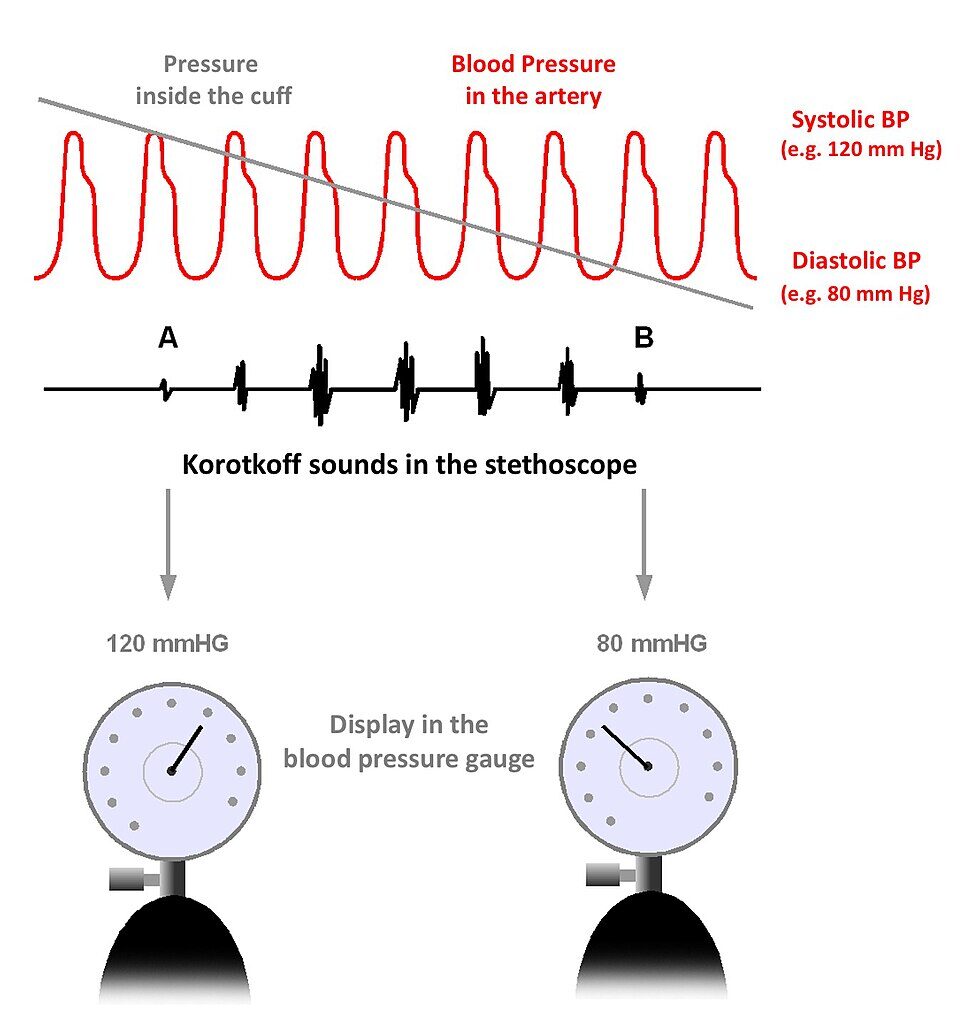 Pressure
inside the cuff
Blood Pressure
in the artery
Systolic BP
(e.g. 120 mm Hg)
Diastolic BP
(e.g. 80 mm Hg)
A
B
Korotkoff sounds in the stethoscope
120 mmHG
80 mmHG
Display in the
blood pressure gauge